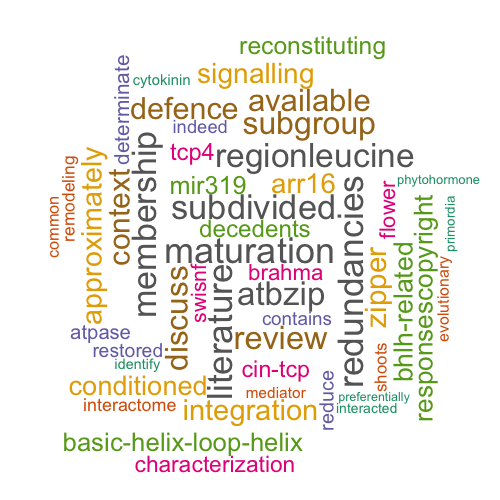 reconstituting
signalling
cytokinin
determinate
defence
available
indeed
subgroup
tcp4
regionleucine
membership
approximately
context
common
remodeling
mir319
arr16
phytohormone
subdivided
redundancies
flower
decedents
responsescopyright
primordia
maturation
zipper
bhlh-related
evolutionary
discuss
swisnf
literature
brahma
atbzip
contains
atpase
review
restored
identify
cin-tcp
shoots
conditioned
mediator
reduce
preferentially
interactome
integration
interacted
basic-helix-loop-helix
characterization